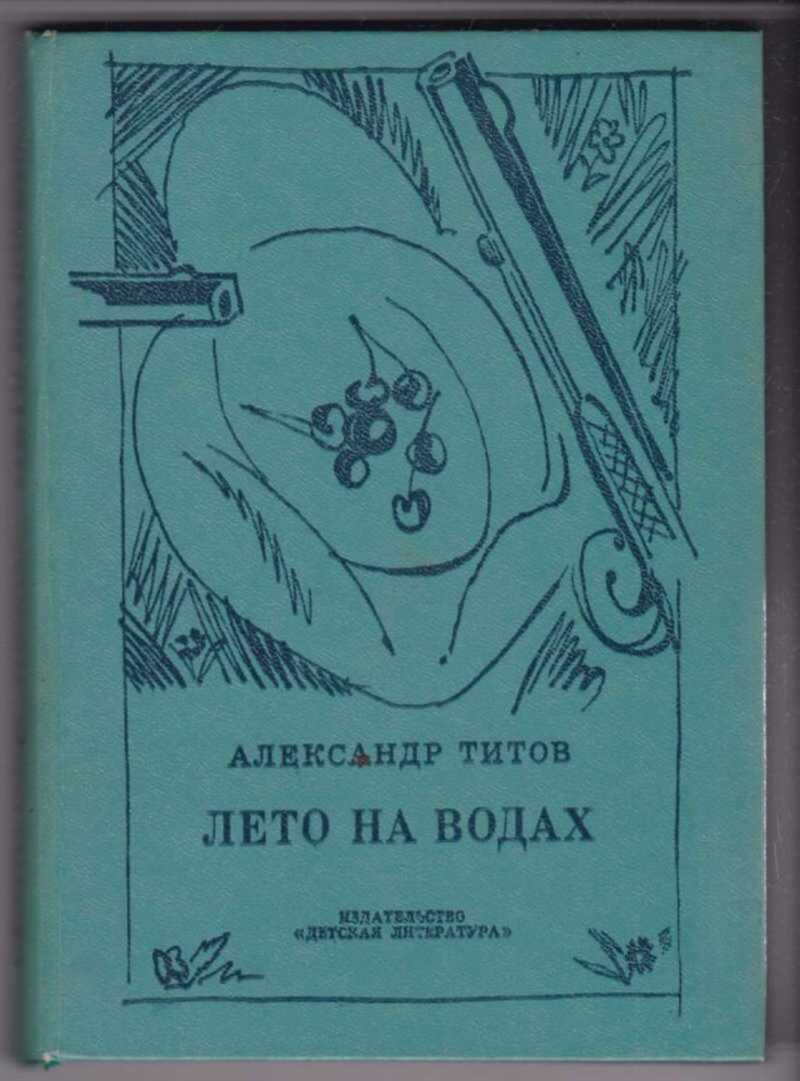 АЛЕКСАНДР ТИТОВ
ЛЕТО НА ВОДАХ
ИЗДАТЕЛЬСТВО
«ДЕТСКАЯ ЛИТЕРАТУРА»